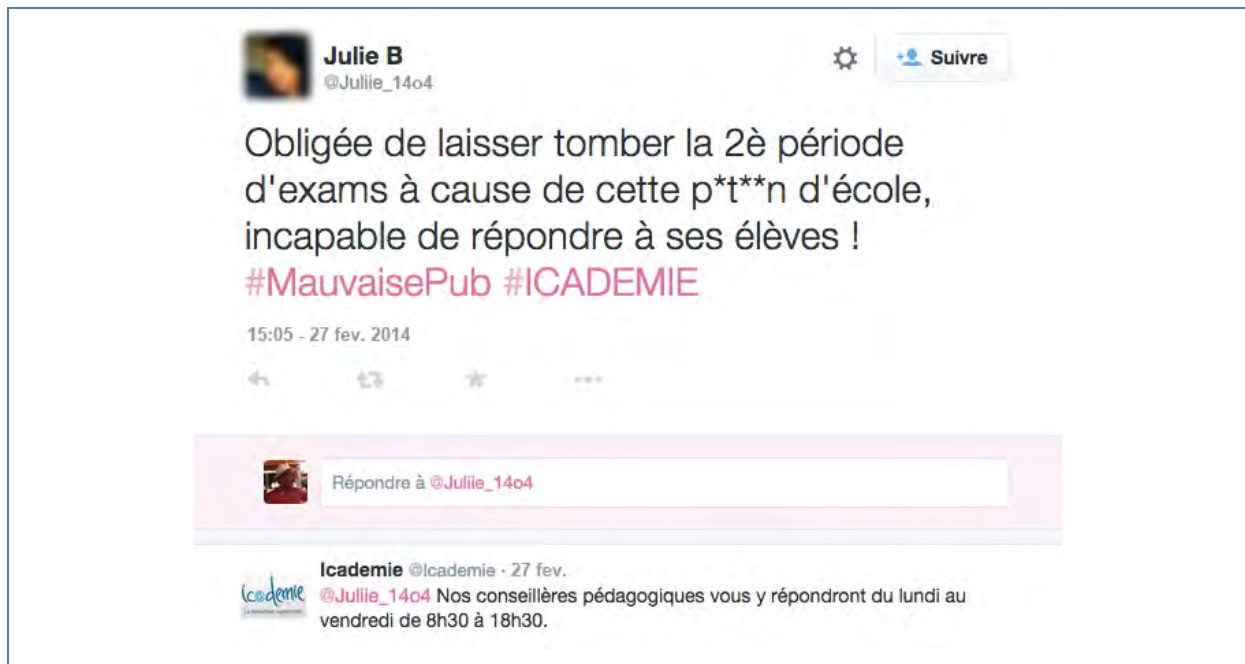 Julie B
@Juliie_14o4
Suivre
Obligée de laisser tomber la 2è période
d'exams à cause de cette p*t**n d'école,
incapable de répondre à ses élèves !
#MauvaisePub #ICADEMIE
15:05 - 27 fev. 2014
Répondre à @Juliie_14o4
Icademie @Icademie · 27 fev.
Icademie
@Juliie_14o4 Nos conseillères pédagogiques vous y répondront du lundi au
vendredi de 8h30 à 18h30.